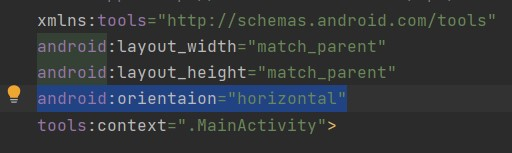 xmlns:tools="http://schemas.android.com/tools"
android:layout_width="match_parent"
android:layout_height="match_parent"
android:orientaion="horizontal"
tools:context=".MainActivity">